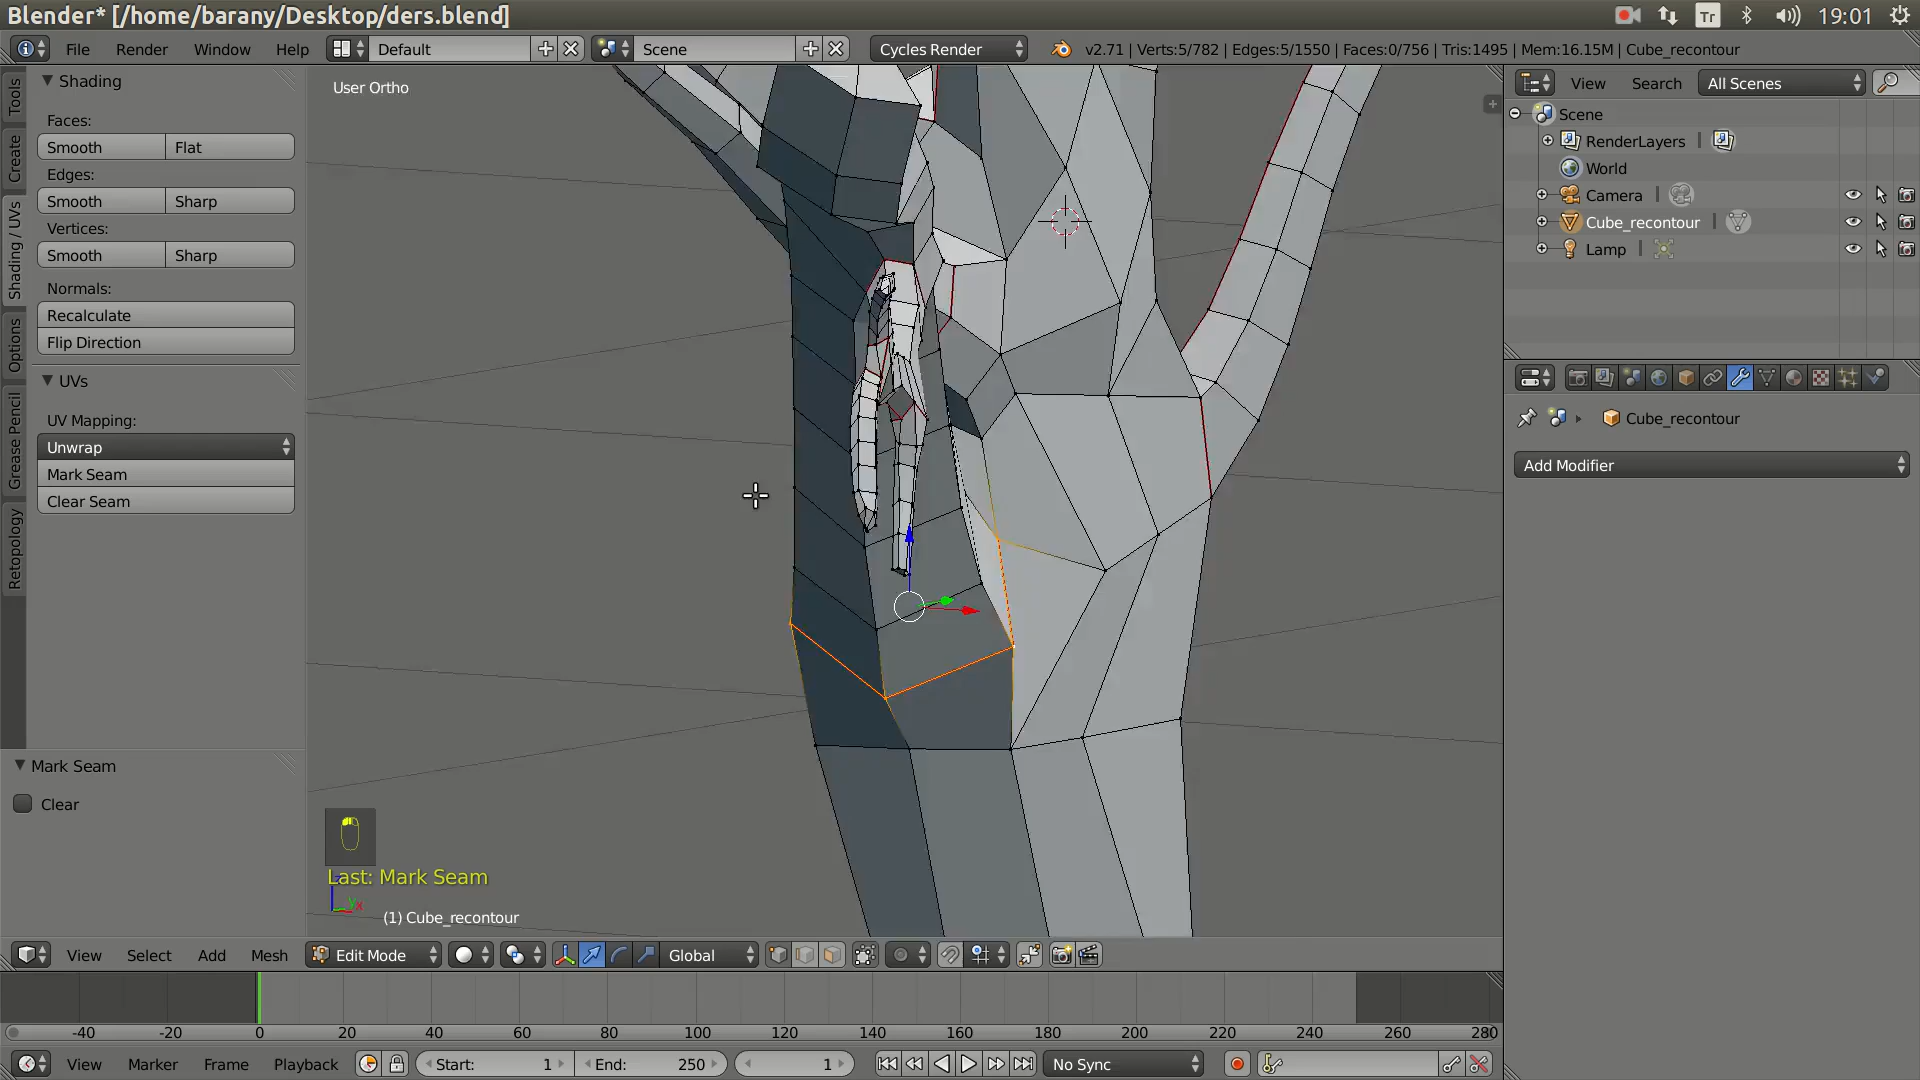 Blender* [/home/barany/Desktop/ders.blend]
Tr
19:01
File Render Window Help Default Scene Cycles Render v2.71 | Verts:5/782 | Edges:5/1550 | Faces:0/756 | Tris:1495 | Mem:16.15M | Cube_recontour
Tools
Create
Shading / UVs
Options
Grease Pencil
Retopology
Shading
Faces:
Smooth Flat
Edges:
Smooth Sharp
Vertices:
Smooth Sharp
Normals:
Recalculate
Flip Direction
UVs
UV Mapping:
Unwrap
Mark Seam
Clear Seam
Mark Seam
Clear
User Ortho
Last: Mark Seam
(1) Cube_recontour
View Select Add Mesh Edit Mode Global
-40 -20 0 20 40 60 80 100 120 140 160 180 200 220 240 260 280
View Marker Frame Playback Start: 1 End: 250 1 No Sync
View Search All Scenes
Scene
RenderLayers
World
Camera
Cube_recontour
Lamp
Cube_recontour
Add Modifier